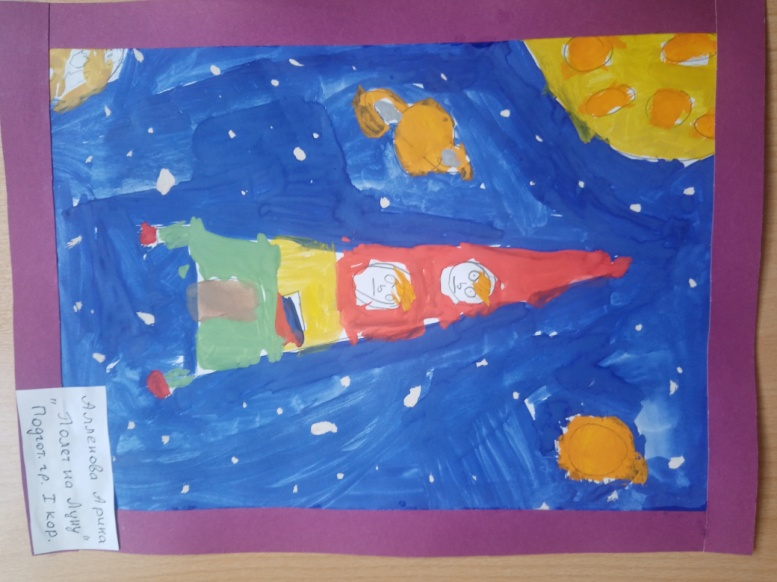 Алленова Арина
"Полет на Луну"
Подгот. гр. I кор.